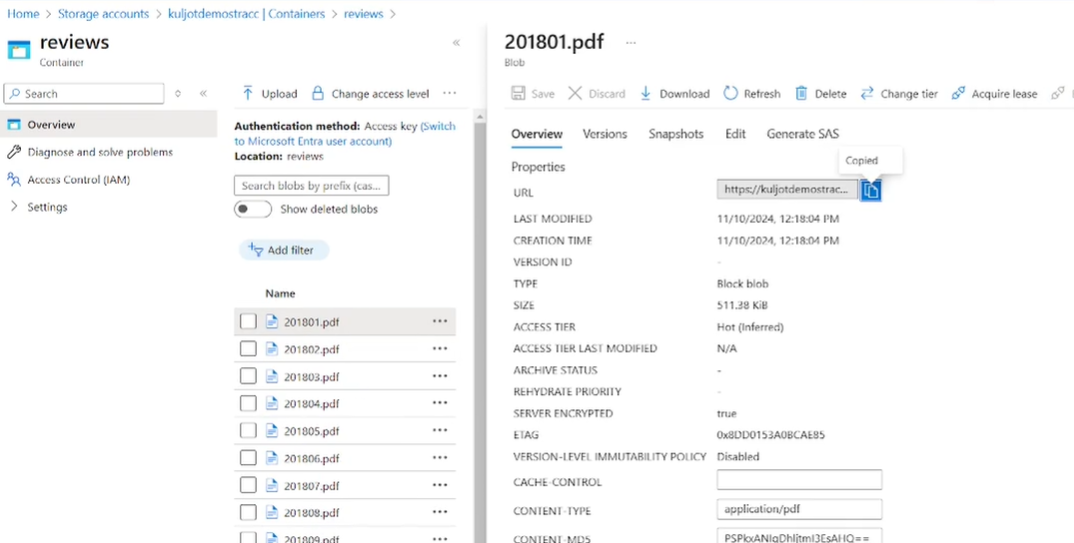 Home > Storage accounts > kuljotdemostracc | Containers > reviews >
reviews
Container
«
Search
«
Overview
Diagnose and solve problems
Access Control (IAM)
Settings
Upload Change access level ...
Authentication method: Access key (Switch
to Microsoft Entra user account)
Location: reviews
Search blobs by prefix (cas...
Show deleted blobs
Add filter
Name
201801.pdf ...
201802.pdf ...
201803.pdf ...
201804.pdf ...
201805.pdf ...
201806.pdf ...
201807.pdf ...
201808.pdf ...
201809.pdf ...
201801.pdf ...
Blob
Save Discard Download Refresh Delete Change tier Acquire lease
Overview Versions Snapshots Edit Generate SAS
Copied
Properties
URL https://kuljotdemostracc...
LAST MODIFIED 11/10/2024, 12:18:04 PM
CREATION TIME 11/10/2024, 12:18:04 PM
VERSION ID -
TYPE Block blob
SIZE 511.38 KiB
ACCESS TIER Hot (Inferred)
ACCESS TIER LAST MODIFIED N/A
ARCHIVE STATUS -
REHYDRATE PRIORITY -
SERVER ENCRYPTED true
ETAG 0x8DD0153A0BCAE85
VERSION-LEVEL IMMUTABILITY POLICY Disabled
CACHE-CONTROL
CONTENT-TYPE application/pdf
CONTENT-MD5